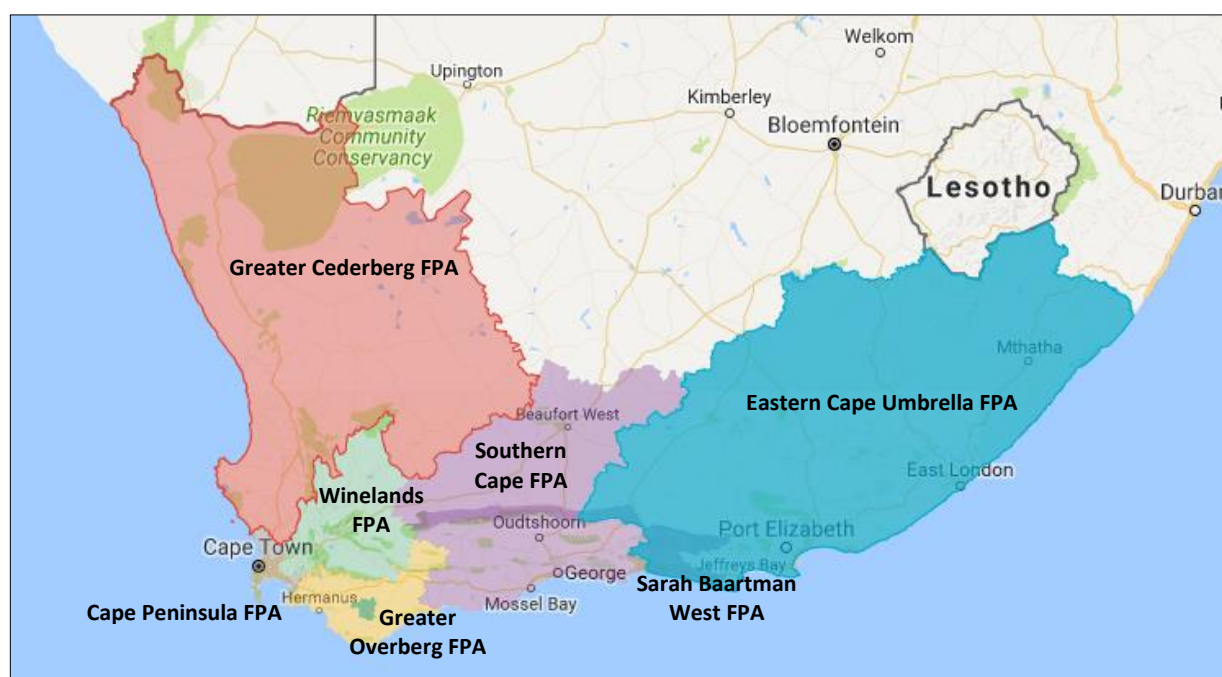 Welkom
Upington
Kimberley
Riemvasmaak
Community
Conservancy
Bloemfontein
Lesotho
Durban
Greater Cederberg FPA
Mthatha
Eastern Cape Umbrella FPA
Beaufort West
Southern
Cape FPA
East London
Winelands
FPA
Oudtshoorn
Port Elizabeth
Cape Town
George
Jeffreys Bay
Sarah Baartman
West FPA
Hermanus
Mossel Bay
Cape Peninsula FPA
Greater
Overberg FPA